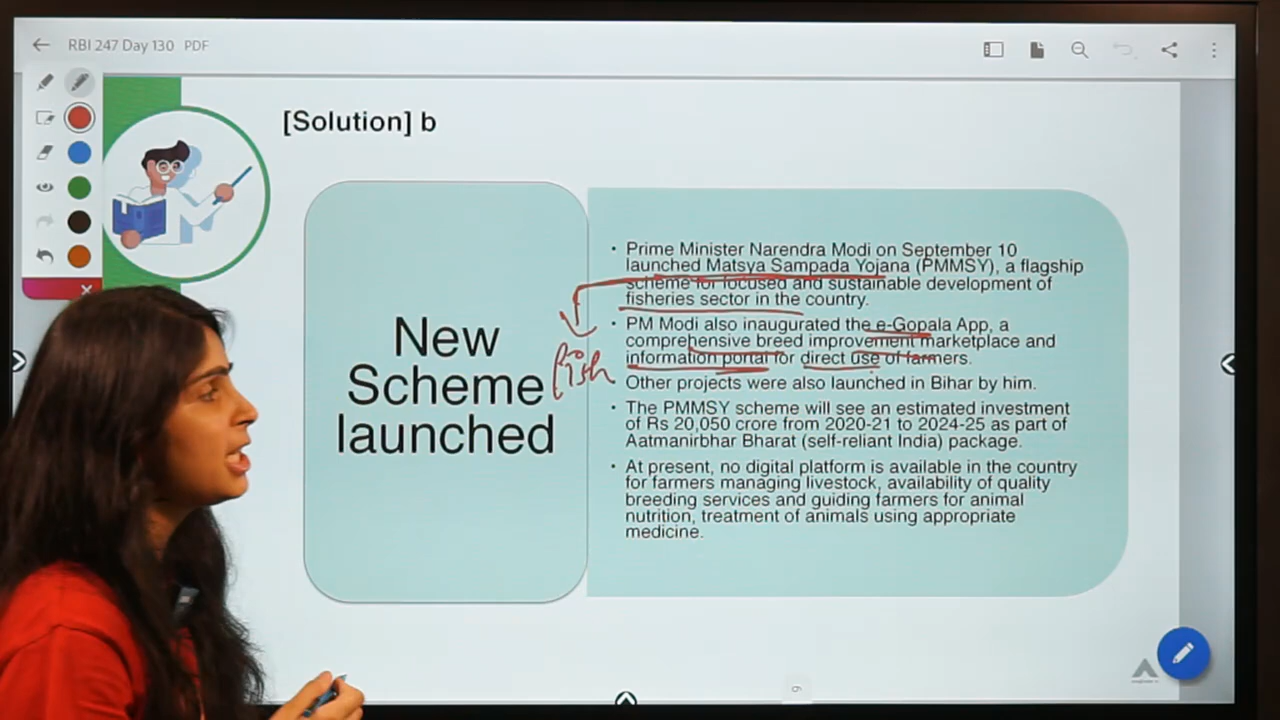 RBI 247 Day 130 PDF
[Solution] b
New
Scheme
launched
fish
• Prime Minister Narendra Modi on September 10
launched Matsya Sampada Yojana (PMMSY), a flagship
scheme for focused and sustainable development of
fisheries sector in the country.
• PM Modi also inaugurated the e-Gopala App, a
comprehensive breed improvement marketplace and
information portal for direct use of farmers.
Other projects were also launched in Bihar by him.
• The PMMSY scheme will see an estimated investment
of Rs 20,050 crore from 2020-21 to 2024-25 as part of
Aatmanirbhar Bharat (self-reliant India) package.
• At present, no digital platform is available in the country
for farmers managing livestock, availability of quality
breeding services and guiding farmers for animal
nutrition, treatment of animals using appropriate
medicine.